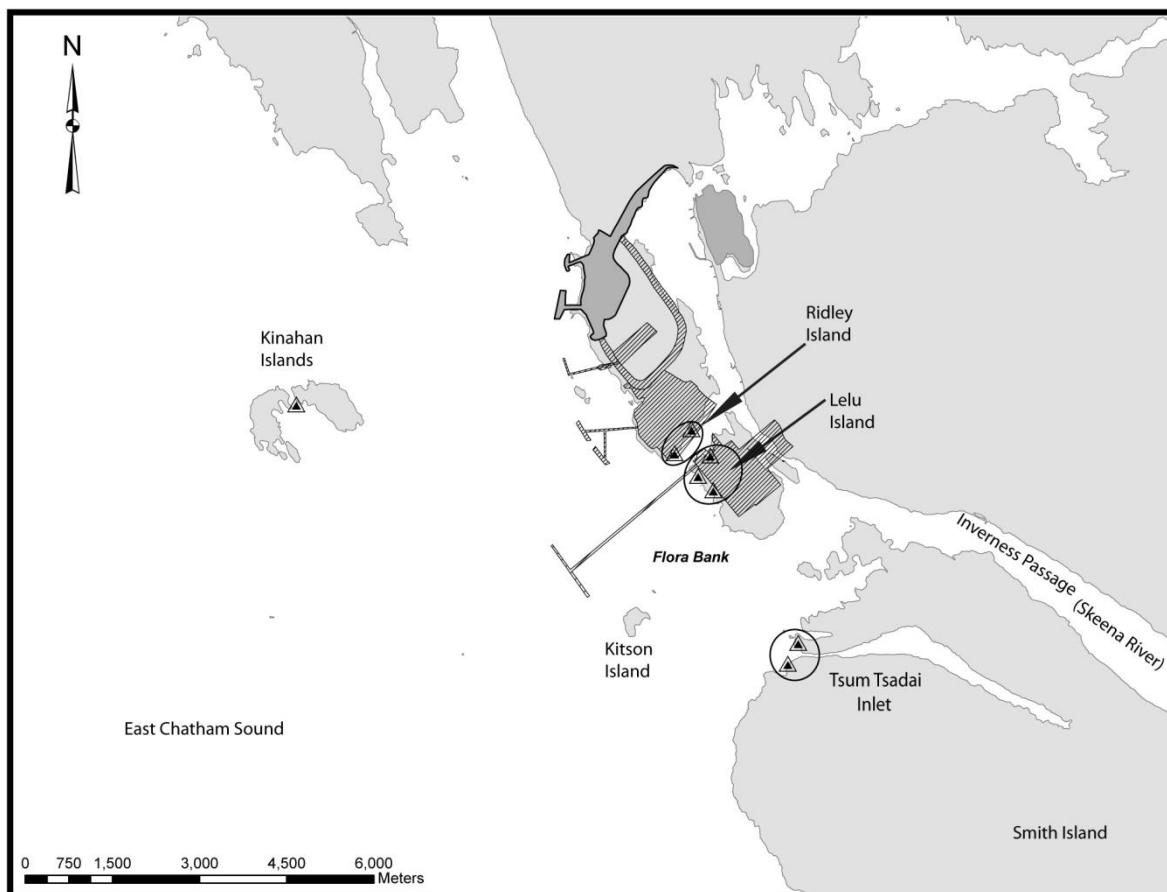 N
Kinahan
Islands
Ridley
Island
Lelu
Island
Flora Bank
Inverness Passage (Skeena River)
Kitson
Island
Tsum Tsadai
Inlet
East Chatham Sound
Smith Island
0 750 1,500 3,000 4,500 6,000
Meters